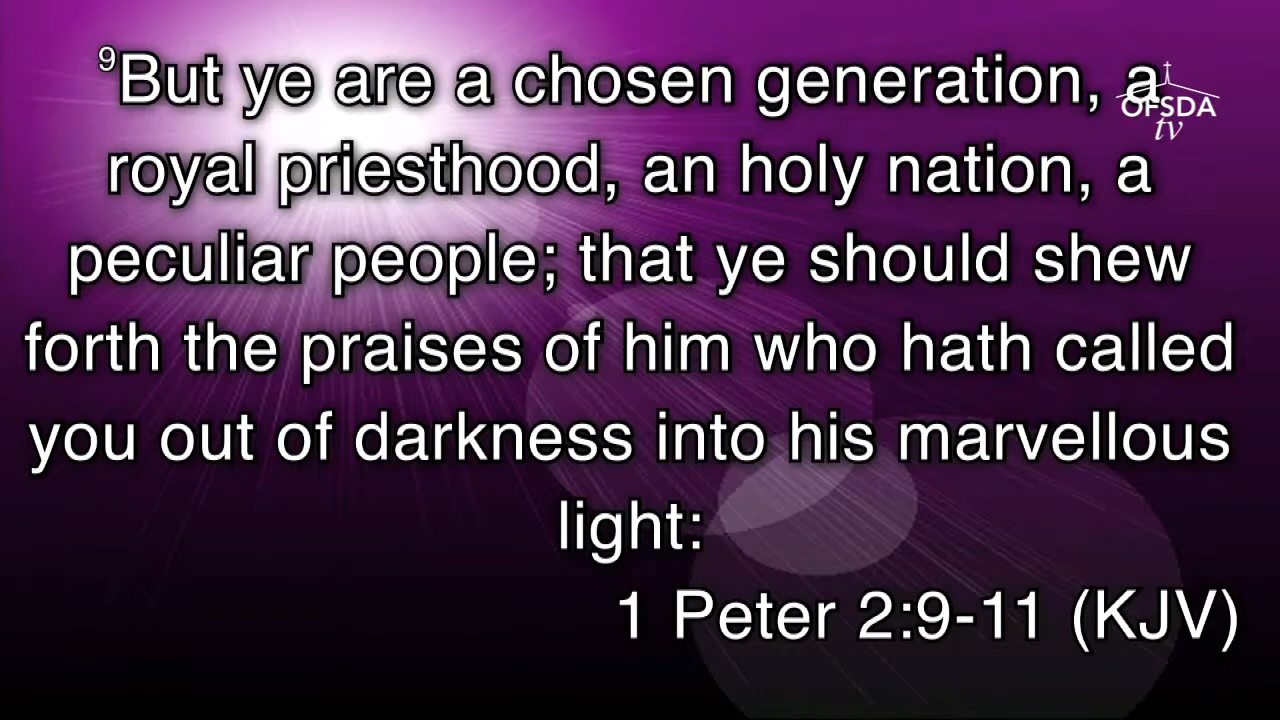 ⁹But ye are a chosen generation, a
royal priesthood, an holy nation, a
peculiar people; that ye should shew
forth the praises of him who hath called
you out of darkness into his marvellous
light:
1 Peter 2:9-11 (KJV)
OFSDA
tv